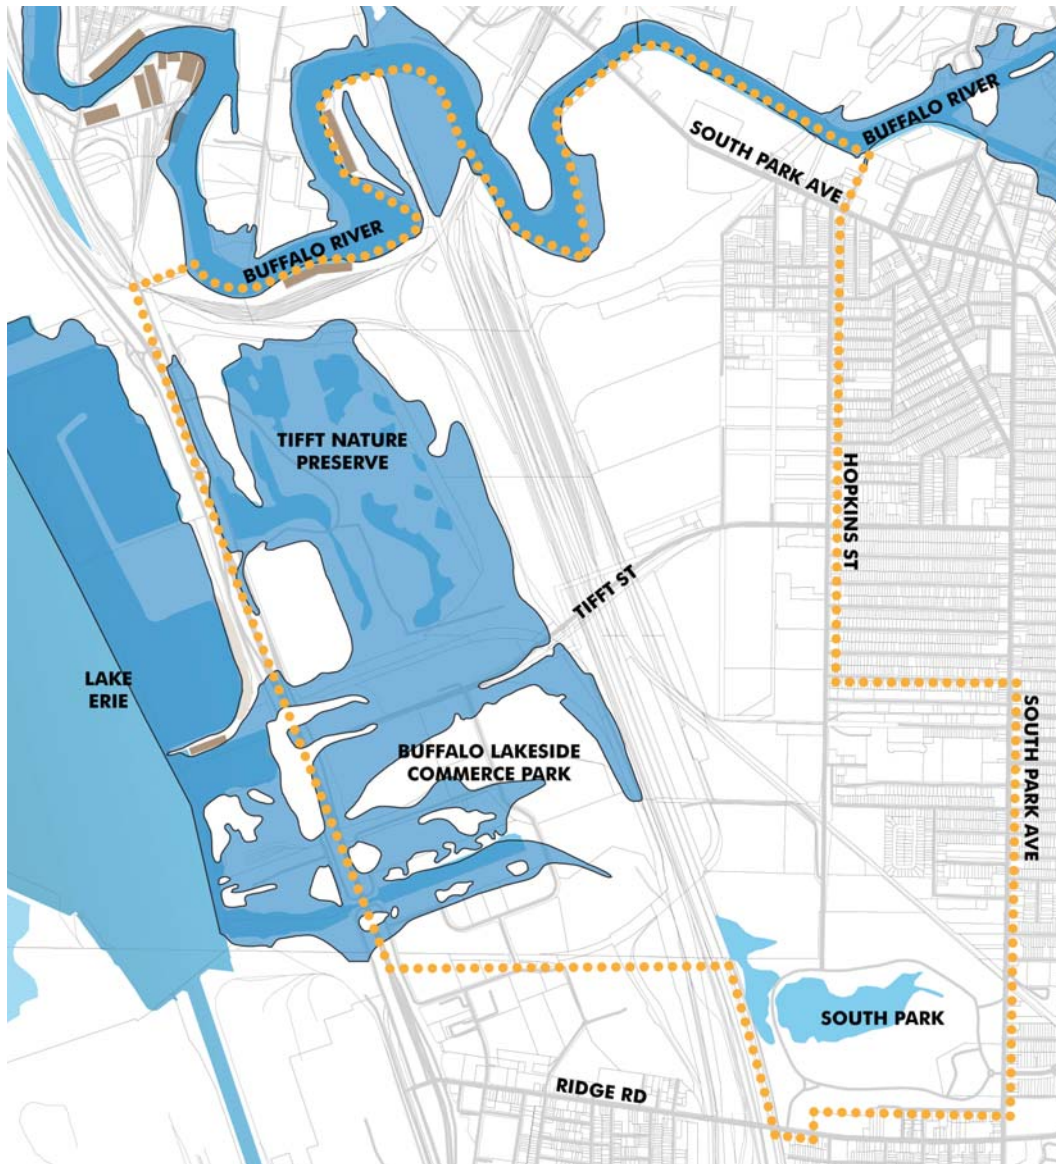 BUFFALO RIVER
SOUTH PARK AVE
BUFFALO RIVER
TIFFT NATURE
PRESERVE
HOPKINS ST
TIFFT ST
LAKE
ERIE
BUFFALO LAKESIDE
COMMERCE PARK
SOUTH PARK AVE
SOUTH PARK
RIDGE RD